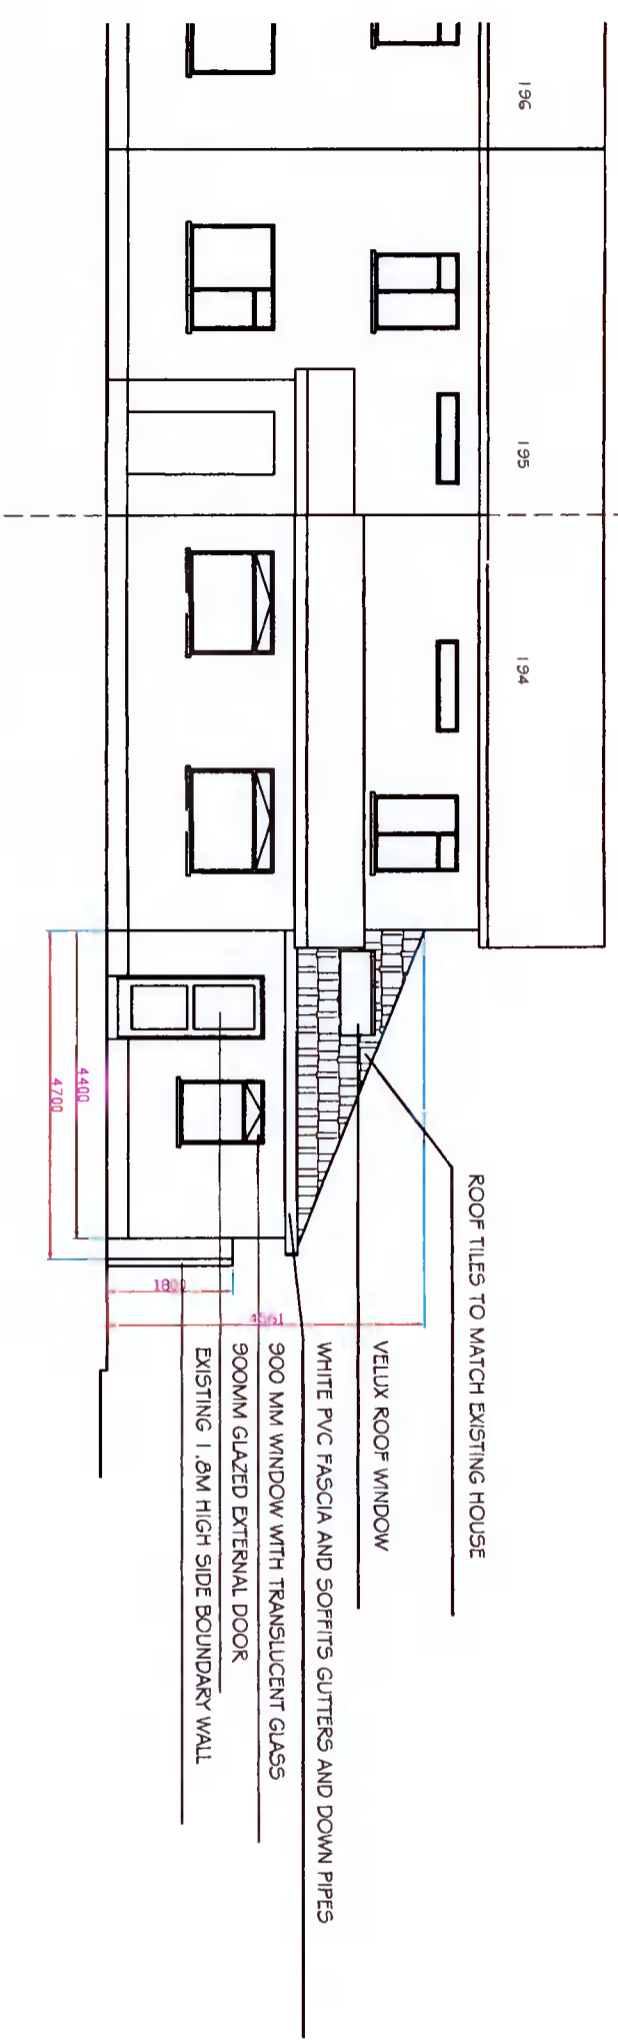 196
195
194
ROOF TILES TO MATCH EXISTING HOUSE
VELUX ROOF WINDOW
WHITE PVC FASCIA AND SOFFITS GUTTERS AND DOWN PIPES
900 MM WINDOW WITH TRANSLUCENT GLASS
900MM GLAZED EXTERNAL DOOR
EXISTING 1.8M HIGH SIDE BOUNDARY WALL
4400
4700